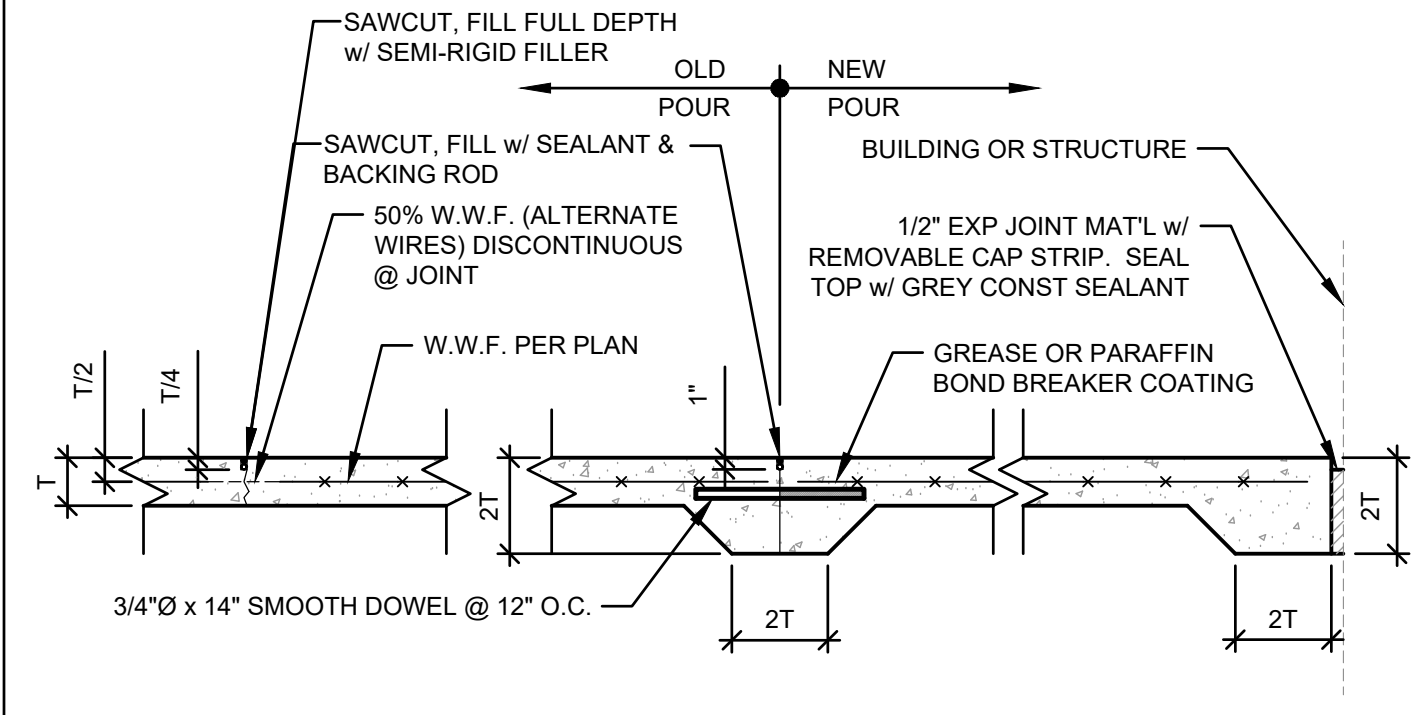 SAWCUT, FILL FULL DEPTH
w/ SEMI-RIGID FILLER
OLD
POUR
NEW
POUR
SAWCUT, FILL w/ SEALANT &
BACKING ROD
BUILDING OR STRUCTURE
50% W.W.F. (ALTERNATE
WIRES) DISCONTINUOUS
@ JOINT
1/2" EXP JOINT MAT'L w/
REMOVABLE CAP STRIP. SEAL
TOP w/ GREY CONST SEALANT
W.W.F. PER PLAN
GREASE OR PARAFFIN
BOND BREAKER COATING
T/2
T/4
1"
T
2T
2T
3/4"Ø x 14" SMOOTH DOWEL @ 12" O.C.
2T
2T